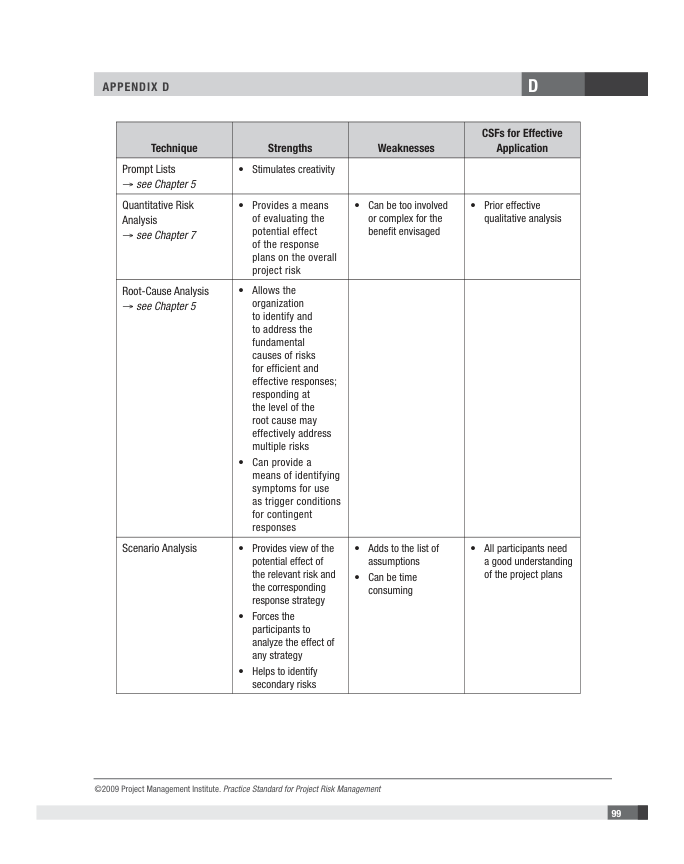 APPENDIX D
D
Technique
Strengths
Weaknesses
CSFs for Effective
Application
Prompt Lists
→ see Chapter 5
• Stimulates creativity
Quantitative Risk
Analysis
→ see Chapter 7
• Provides a means
of evaluating the
potential effect
of the response
plans on the overall
project risk
• Can be too involved
or complex for the
benefit envisaged
• Prior effective
qualitative analysis
Root-Cause Analysis
→ see Chapter 5
• Allows the
organization
to identify and
to address the
fundamental
causes of risks
for efficient and
effective responses;
responding at
the level of the
root cause may
effectively address
multiple risks
• Can provide a
means of identifying
symptoms for use
as trigger conditions
for contingent
responses
Scenario Analysis
• Provides view of the
potential effect of
the relevant risk and
the corresponding
response strategy
• Forces the
participants to
analyze the effect of
any strategy
• Helps to identify
secondary risks
• Adds to the list of
assumptions
• Can be time
consuming
• All participants need
a good understanding
of the project plans
©2009 Project Management Institute. Practice Standard for Project Risk Management
99